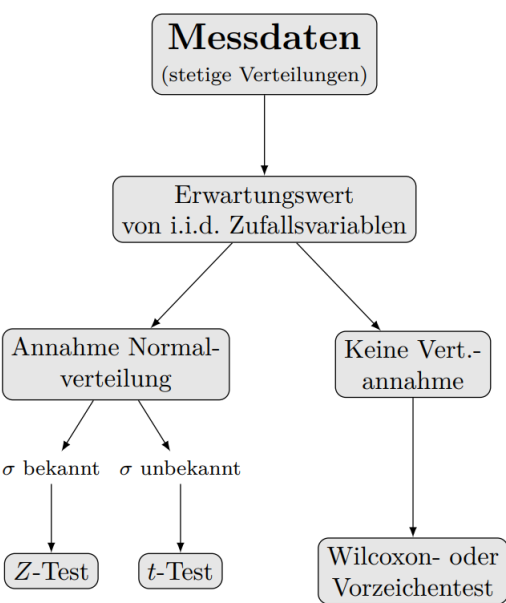 Messdaten
(stetige Verteilungen)
Erwartungswert
von i.i.d. Zufallsvariablen
Annahme Normal-
verteilung
Keine Vert.-
annahme
σ bekannt
σ unbekannt
Z-Test
t-Test
Wilcoxon- oder
Vorzeichentest